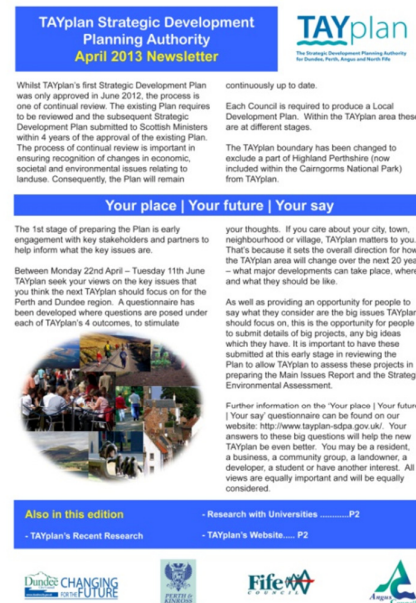 TAYplan Strategic Development
Planning Authority
April 2013 Newsletter
TAYplan
The Strategic Development Planning Authority
for Dundee, Perth, Angus and North Fife
Whilst TAYplan's first Strategic Development Plan
was only approved in June 2012, the process is
one of continual review. The existing Plan requires
to be reviewed and the subsequent Strategic
Development Plan submitted to Scottish Ministers
within 4 years of the approval of the existing Plan.
The process of continual review is important in
ensuring recognition of changes in economic,
societal and environmental issues relating to
landuse. Consequently, the Plan will remain
continuously up to date.
Each Council is required to produce a Local
Development Plan. Within the TAYplan area these
are at different stages.
The TAYplan boundary has been changed to
exclude a part of Highland Perthshire (now
included within the Cairngorms National Park)
from TAYplan.
Your place | Your future | Your say
The 1st stage of preparing the Plan is early
engagement with key stakeholders and partners to
help inform what the key issues are.
Between Monday 22nd April – Tuesday 11th June
TAYplan seek your views on the key issues that
you think the next TAYplan should focus on for the
Perth and Dundee region. A questionnaire has
been developed where questions are posed under
each of TAYplan's 4 outcomes, to stimulate
your thoughts. If you care about your city, town,
neighbourhood or village, TAYplan matters to you.
That's because it sets the overall direction for how
the TAYplan area will change over the next 20 yea
– what major developments can take place, where
and what they should be like.
As well as providing an opportunity for people to
say what they consider are the big issues TAYplan
should focus on, this is the opportunity for people
to submit details of big projects, any big ideas
which they have. It is important to have these
submitted at this early stage in reviewing the
Plan to allow TAYplan to assess these projects in
preparing the Main Issues Report and the Strateg
Environmental Assessment.
Further information on the 'Your place | Your future
| Your say' questionnaire can be found on our
website: http://www.tayplan-sdpa.gov.uk/. Your
answers to these big questions will help the new
TAYplan be even better. You may be a resident,
a business, a community group, a landowner, a
developer, a student or have another interest. All
views are equally important and will be equally
considered.
Also in this edition
- TAYplan's Recent Research
- Research with Universities ............P2
- TAYplan's Website..... P2
Dundee CHANGING
FOR THE FUTURE
PERTH &
KINROSS
Fife
COUNCIL
Angus